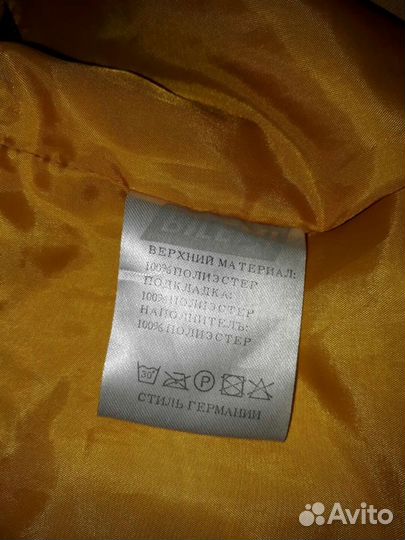 ВЕРХНИЙ МАТЕРИАЛ:
100%ПОЛИЭСТЕР
ПОДКЛАДКА:
100%ПОЛИЭСТЕР
НАПОЛНИТЕЛЬ:
100%ПОЛИЭСТЕР
30° P
СТИЛЬ ГЕРМАНИИ
Avito